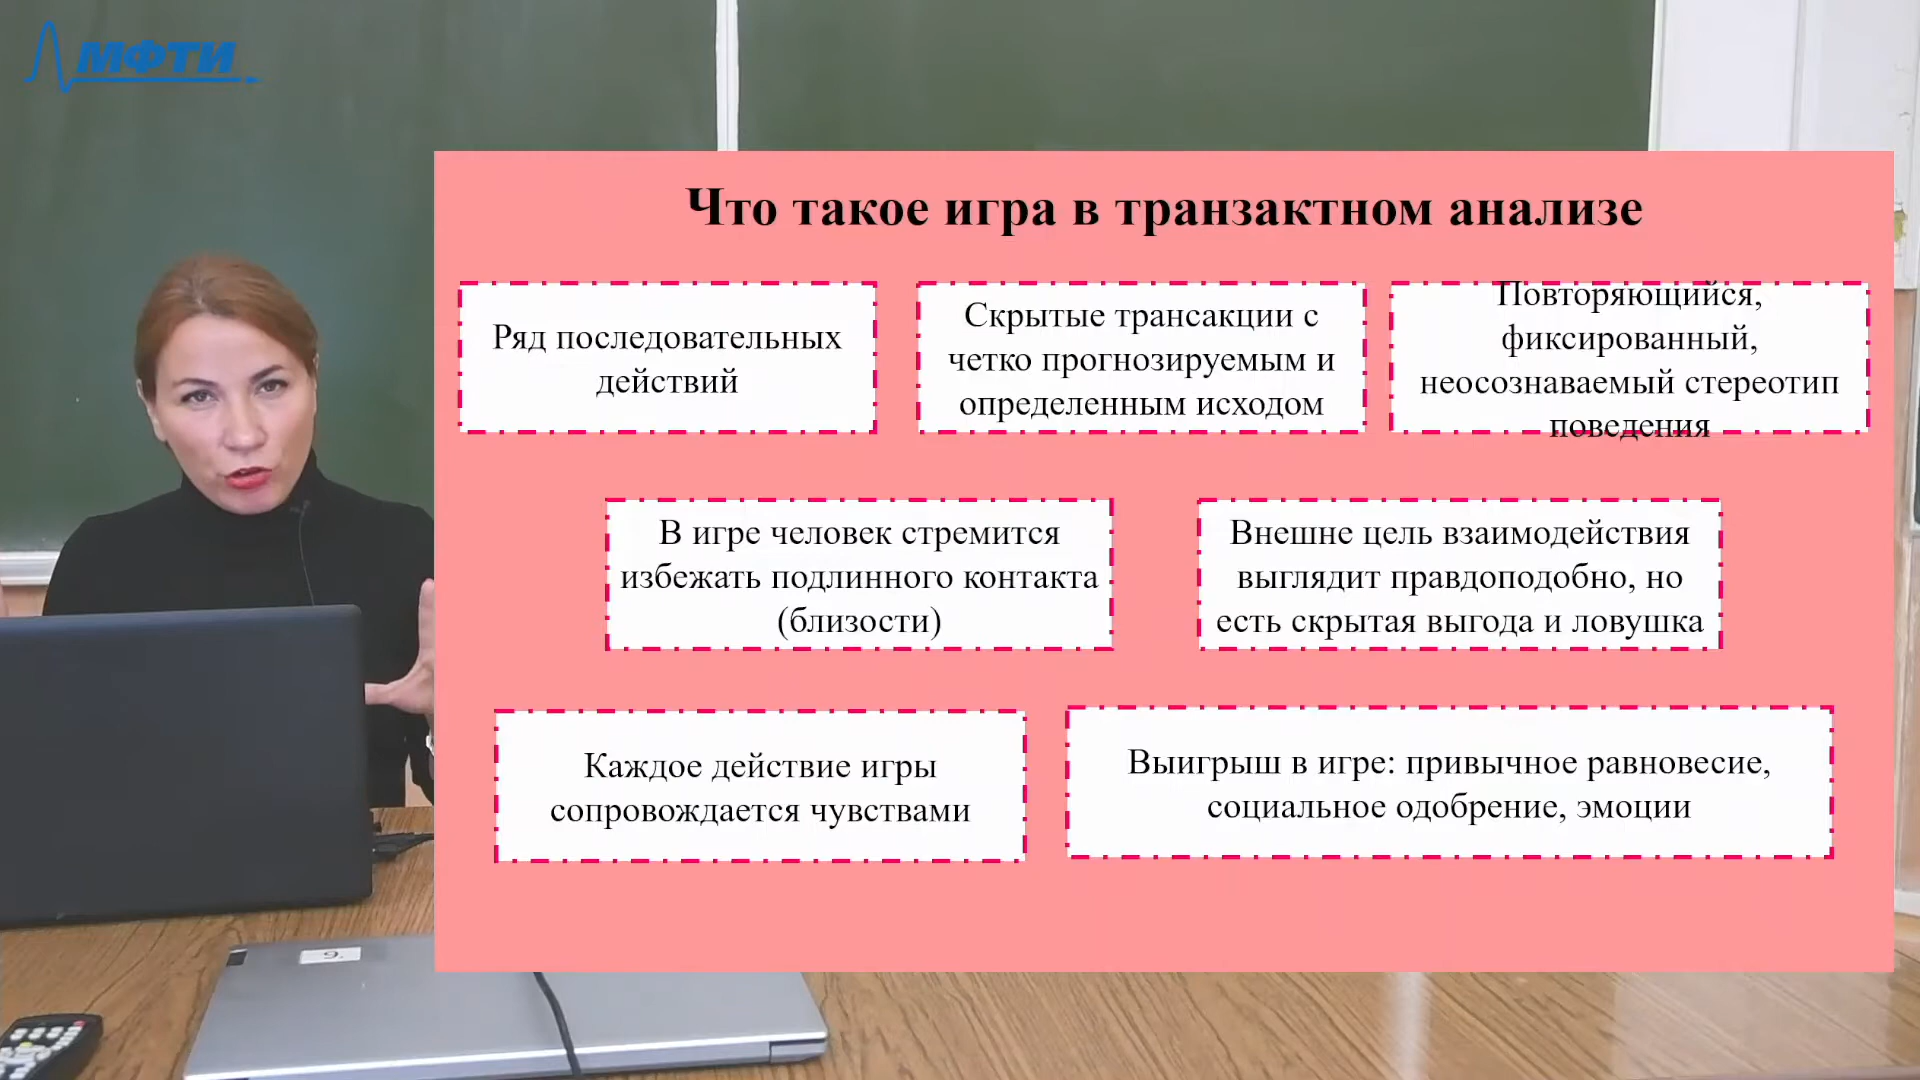 МФТИ
Что такое игра в транзактном анализе
Ряд последовательных
действий
Скрытые трансакции с
четко прогнозируемым и
определенным исходом
Повторяющийся,
фиксированный,
неосознаваемый стереотип
поведения
В игре человек стремится
избежать подлинного контакта
(близости)
Внешне цель взаимодействия
выглядит правдоподобно, но
есть скрытая выгода и ловушка
Каждое действие игры
сопровождается чувствами
Выигрыш в игре: привычное равновесие,
социальное одобрение, эмоции